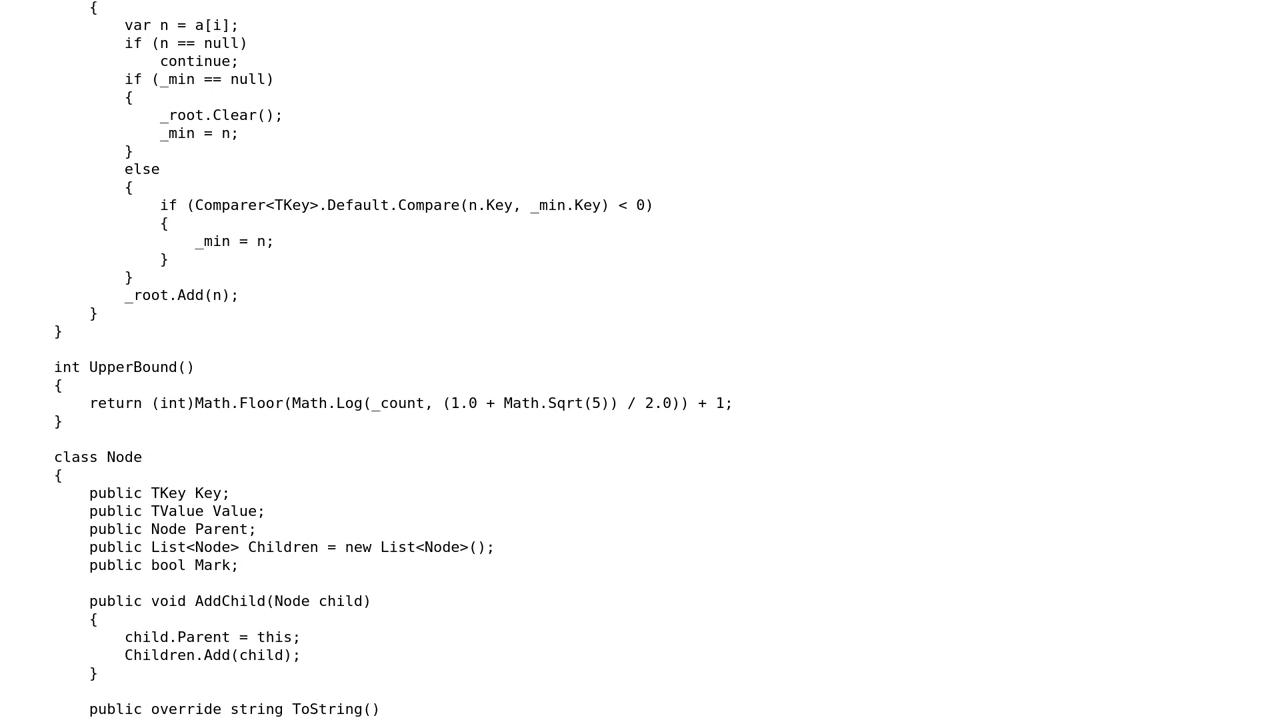 {
var n = a[i];
if (n == null)
continue;
if (_min == null)
{
_root.Clear();
_min = n;
}
else
{
if (Comparer<TKey>.Default.Compare(n.Key, _min.Key) < 0)
{
_min = n;
}
}
_root.Add(n);
}
}
int UpperBound()
{
return (int)Math.Floor(Math.Log(_count, (1.0 + Math.Sqrt(5)) / 2.0)) + 1;
}
class Node
{
public TKey Key;
public TValue Value;
public Node Parent;
public List<Node> Children = new List<Node>();
public bool Mark;
public void AddChild(Node child)
{
child.Parent = this;
Children.Add(child);
}
public override string ToString()